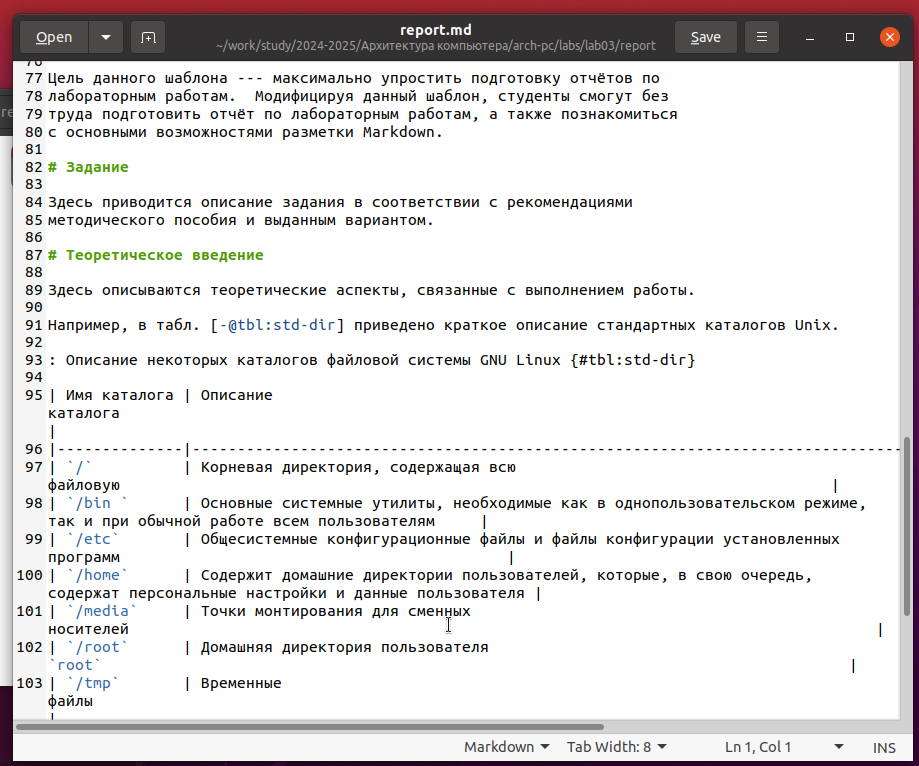 Open
report.md
~/work/study/2024-2025/Архитектура компьютера/arch-pc/labs/lab03/report
Save
76
77 Цель данного шаблона --- максимально упростить подготовку отчётов по
78 лабораторным работам.  Модифицируя данный шаблон, студенты смогут без
79 труда подготовить отчёт по лабораторным работам, а также познакомиться
80 с основными возможностями разметки Markdown.
81
82 # Задание
83
84 Здесь приводится описание задания в соответствии с рекомендациями
85 методического пособия и выданным вариантом.
86
87 # Теоретическое введение
88
89 Здесь описываются теоретические аспекты, связанные с выполнением работы.
90
91 Например, в табл. [-@tbl:std-dir] приведено краткое описание стандартных каталогов Unix.
92
93 : Описание некоторых каталогов файловой системы GNU Linux {#tbl:std-dir}
94
95 | Имя каталога | Описание
каталога
|
96 |--------------|--------------------------------------------------------------------------------
97 | `/`          | Корневая директория, содержащая всю
файловую |
98 | `/bin `      | Основные системные утилиты, необходимые как в однопользовательском режиме,
так и при обычной работе всем пользователям |
99 | `/etc`       | Общесистемные конфигурационные файлы и файлы конфигурации установленных
программ |
100 | `/home`      | Содержит домашние директории пользователей, которые, в свою очередь,
содержат персональные настройки и данные пользователя |
101 | `/media`     | Точки монтирования для сменных
носителей |
102 | `/root`      | Домашняя директория пользователя
`root` |
103 | `/tmp`       | Временные
файлы
|
Markdown
Tab Width: 8
Ln 1, Col 1
INS